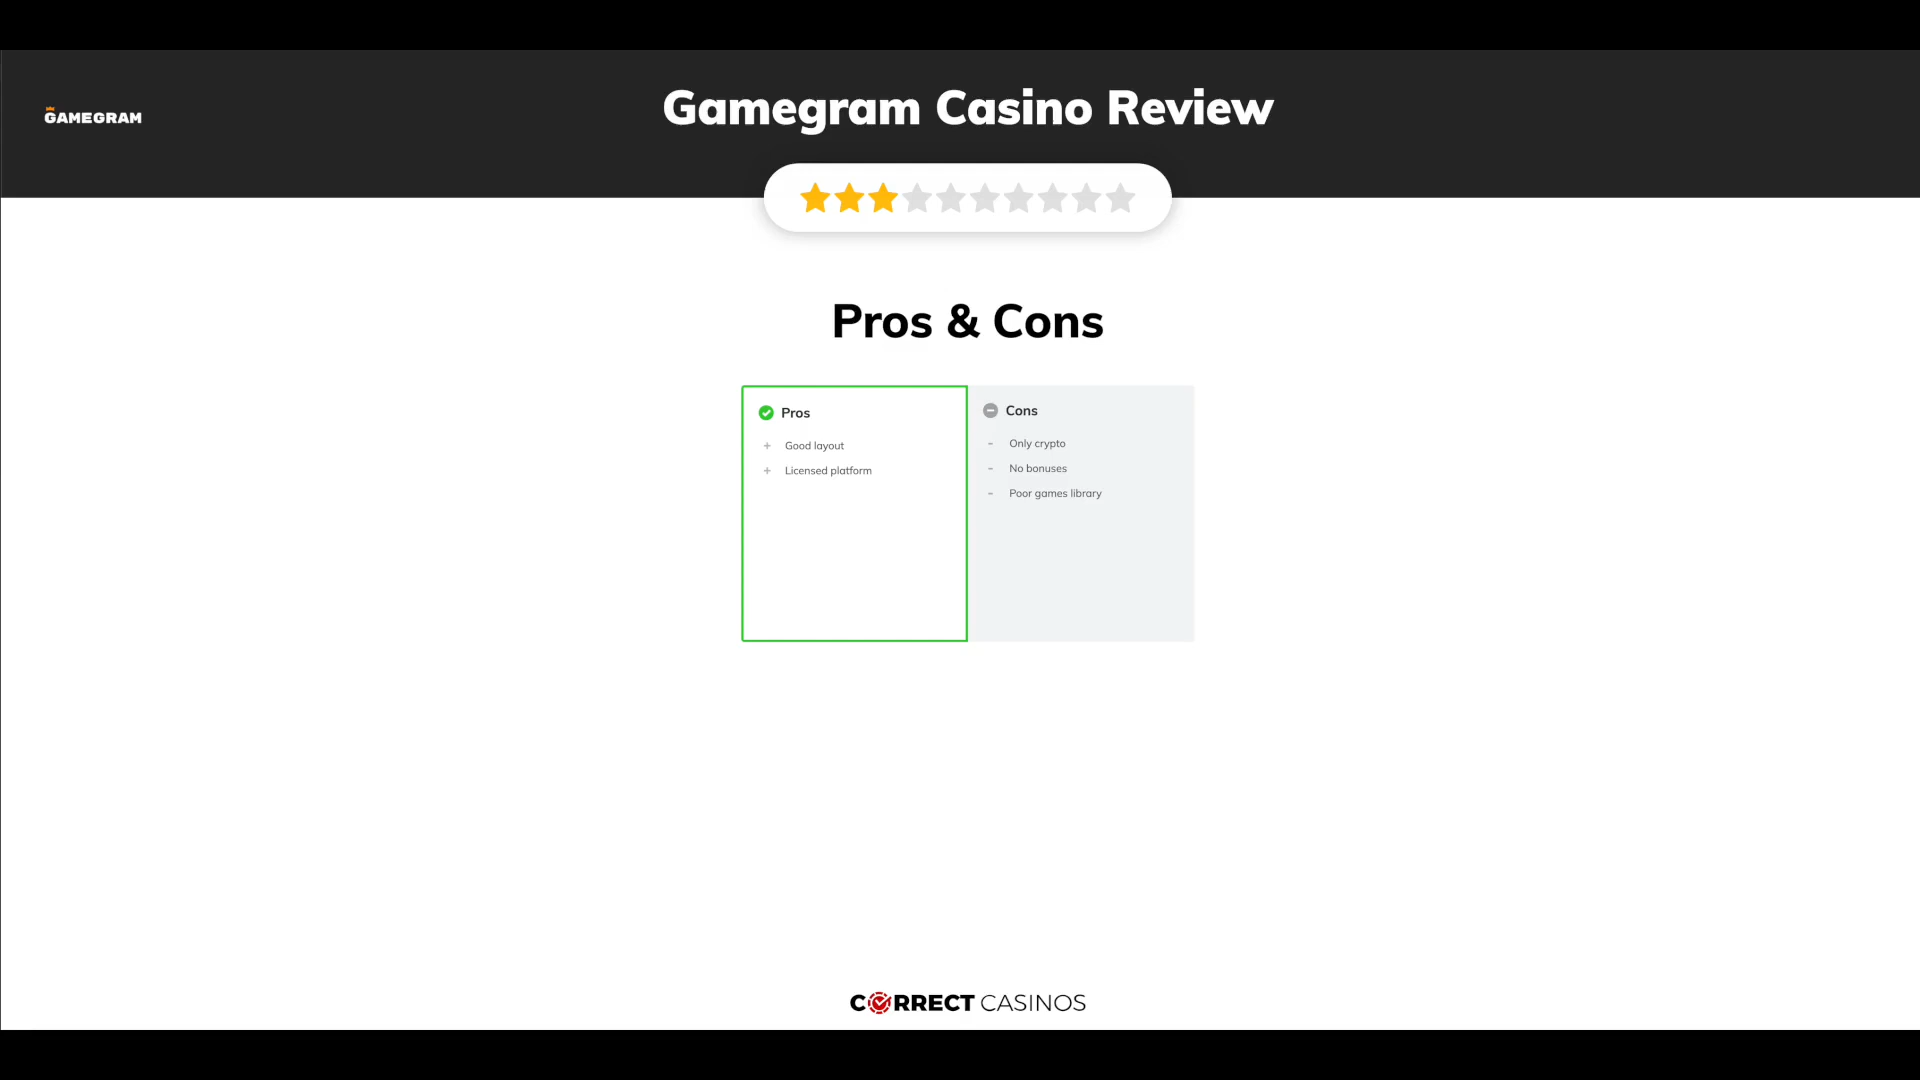 GAMEGRAM
Gamegram Casino Review
Pros & Cons
Pros
+ Good layout
+ Licensed platform
Cons
- Only crypto
- No bonuses
- Poor games library
CORRECT CASINOS